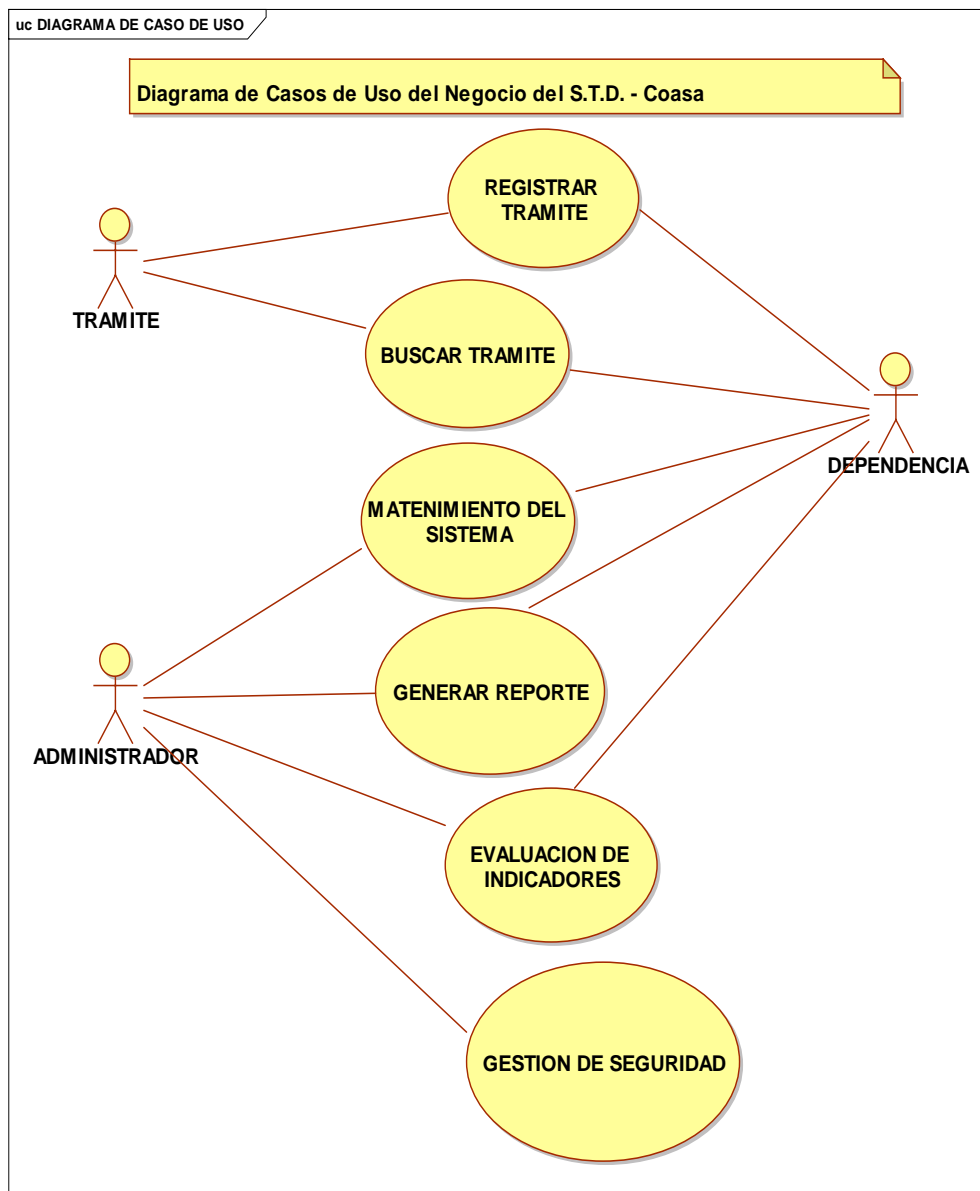 uc DIAGRAMA DE CASO DE USO
Diagrama de Casos de Uso del Negocio del S.T.D. - Coasa
REGISTRAR
TRAMITE
TRAMITE
BUSCAR TRAMITE
DEPENDENCIA
MATENIMIENTO DEL
SISTEMA
GENERAR REPORTE
ADMINISTRADOR
EVALUACION DE
INDICADORES
GESTION DE SEGURIDAD